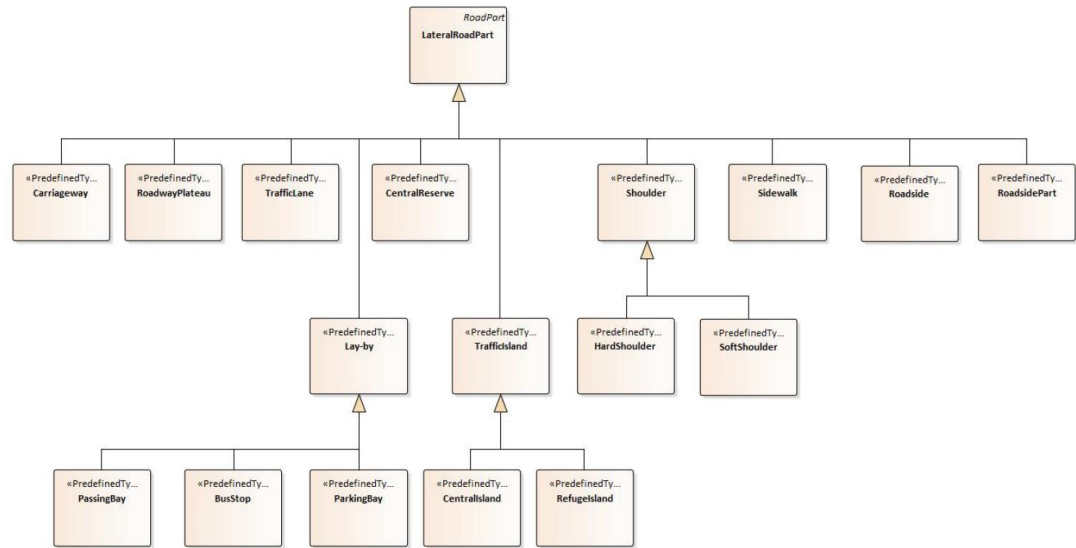 RoadPart
LateralRoadPart
«PredefinedTy...
Carriageway
«PredefinedTy...
RoadwayPlateau
«PredefinedTy...
TrafficLane
«PredefinedTy...
CentralReserve
«PredefinedTy...
Shoulder
«PredefinedTy...
Sidewalk
«PredefinedTy...
Roadside
«PredefinedTy...
RoadsidePart
«PredefinedTy...
Lay-by
«PredefinedTy...
TrafficIsland
«PredefinedTy...
HardShoulder
«PredefinedTy...
SoftShoulder
«PredefinedTy...
PassingBay
«PredefinedTy...
BusStop
«PredefinedTy...
ParkingBay
«PredefinedTy...
CentralIsland
«PredefinedTy...
RefugeIsland